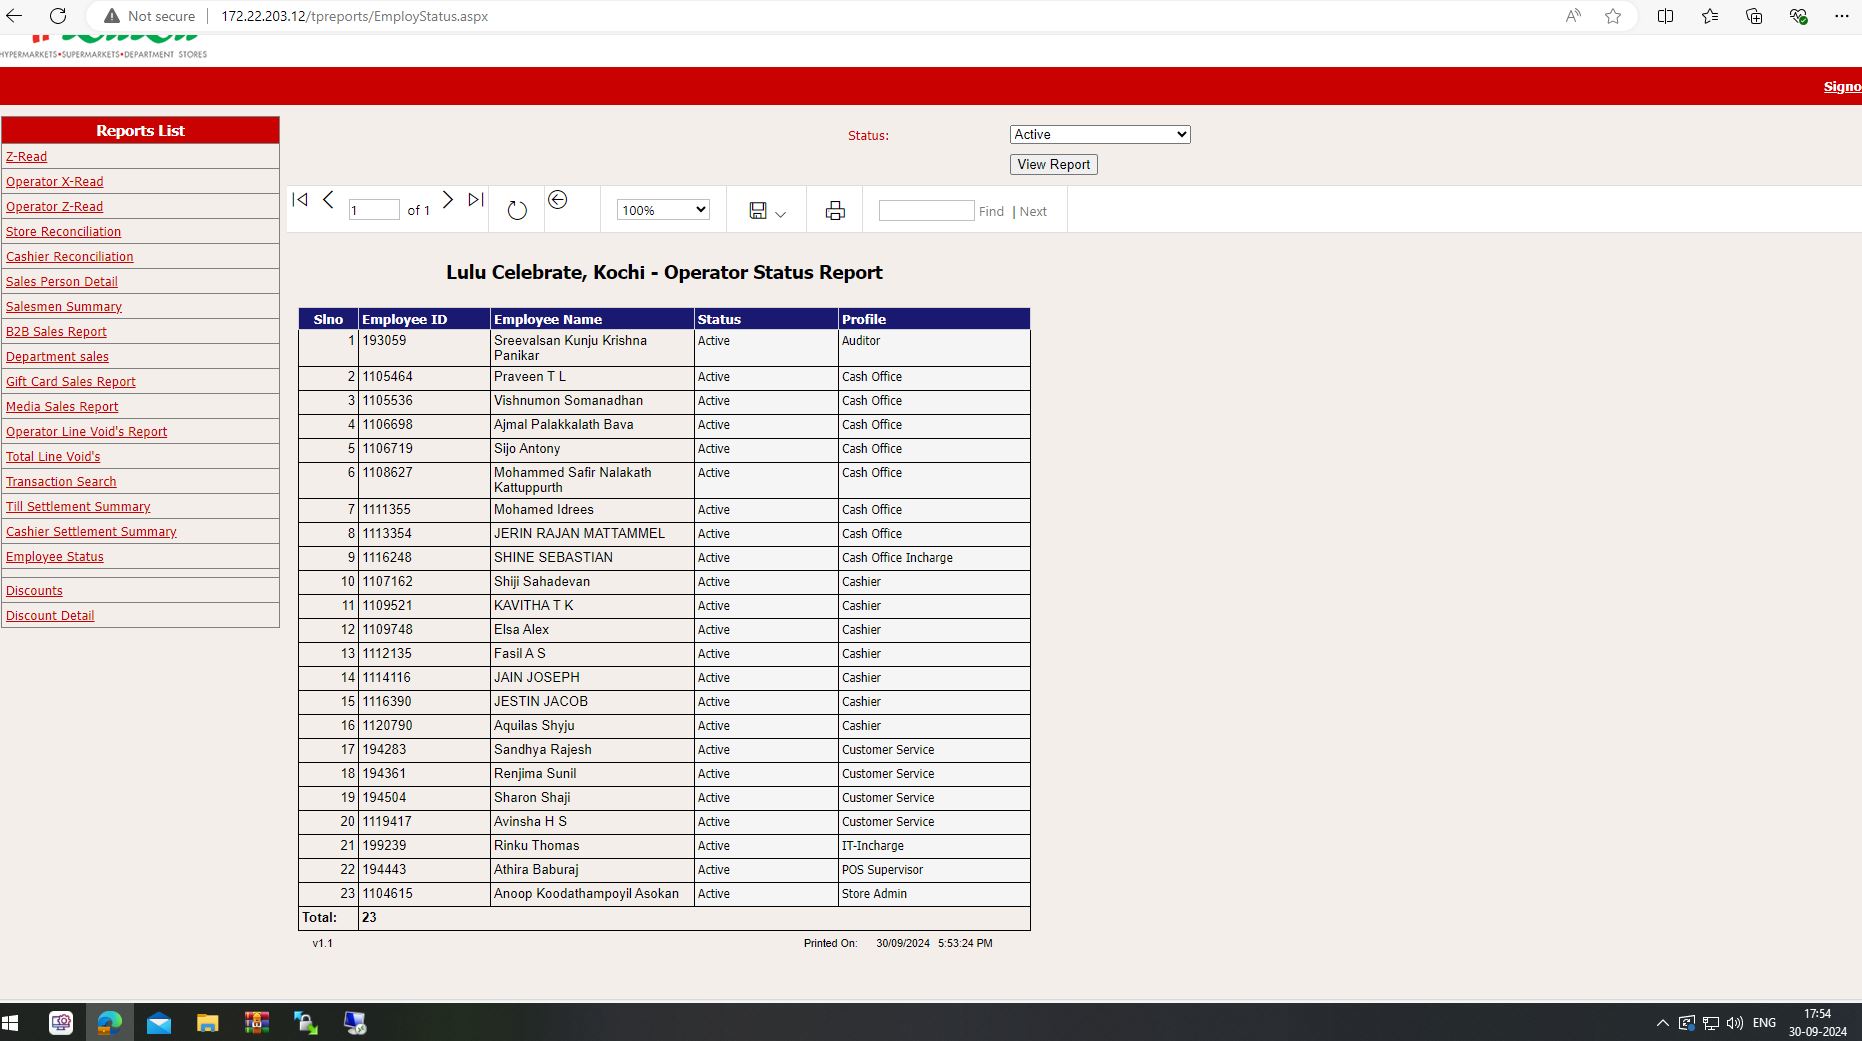 Not secure 172.22.203.12/tpreports/EmployStatus.aspx
HYPERMARKETS•SUPERMARKETS•DEPARTMENT STORES
Signo
Reports List
Z-Read
Operator X-Read
Operator Z-Read
Store Reconciliation
Cashier Reconciliation
Sales Person Detail
Salesmen Summary
B2B Sales Report
Department sales
Gift Card Sales Report
Media Sales Report
Operator Line Void's Report
Total Line Void's
Transaction Search
Till Settlement Summary
Cashier Settlement Summary
Employee Status
Discounts
Discount Detail
Status: Active
View Report
1 of 1 100% Find | Next
Lulu Celebrate, Kochi - Operator Status Report
Slno Employee ID Employee Name Status Profile
1 193059 Sreevalsan Kunju Krishna Active Auditor
Panikar
2 1105464 Praveen T L Active Cash Office
3 1105536 Vishnumon Somanadhan Active Cash Office
4 1106698 Ajmal Palakkalath Bava Active Cash Office
5 1106719 Sijo Antony Active Cash Office
6 1108627 Mohammed Safir Nalakath Active Cash Office
Kattuppurth
7 1111355 Mohamed Idrees Active Cash Office
8 1113354 JERIN RAJAN MATTAMMEL Active Cash Office
9 1116248 SHINE SEBASTIAN Active Cash Office Incharge
10 1107162 Shiji Sahadevan Active Cashier
11 1109521 KAVITHA T K Active Cashier
12 1109748 Elsa Alex Active Cashier
13 1112135 Fasil A S Active Cashier
14 1114116 JAIN JOSEPH Active Cashier
15 1116390 JESTIN JACOB Active Cashier
16 1120790 Aquilas Shyju Active Cashier
17 194283 Sandhya Rajesh Active Customer Service
18 194361 Renjima Sunil Active Customer Service
19 194504 Sharon Shaji Active Customer Service
20 1119417 Avinsha H S Active Customer Service
21 199239 Rinku Thomas Active IT-Incharge
22 194443 Athira Baburaj Active POS Supervisor
23 1104615 Anoop Koodathampoyil Asokan Active Store Admin
Total: 23
v1.1 Printed On: 30/09/2024 5:53:24 PM
ENG 17:54
30-09-2024